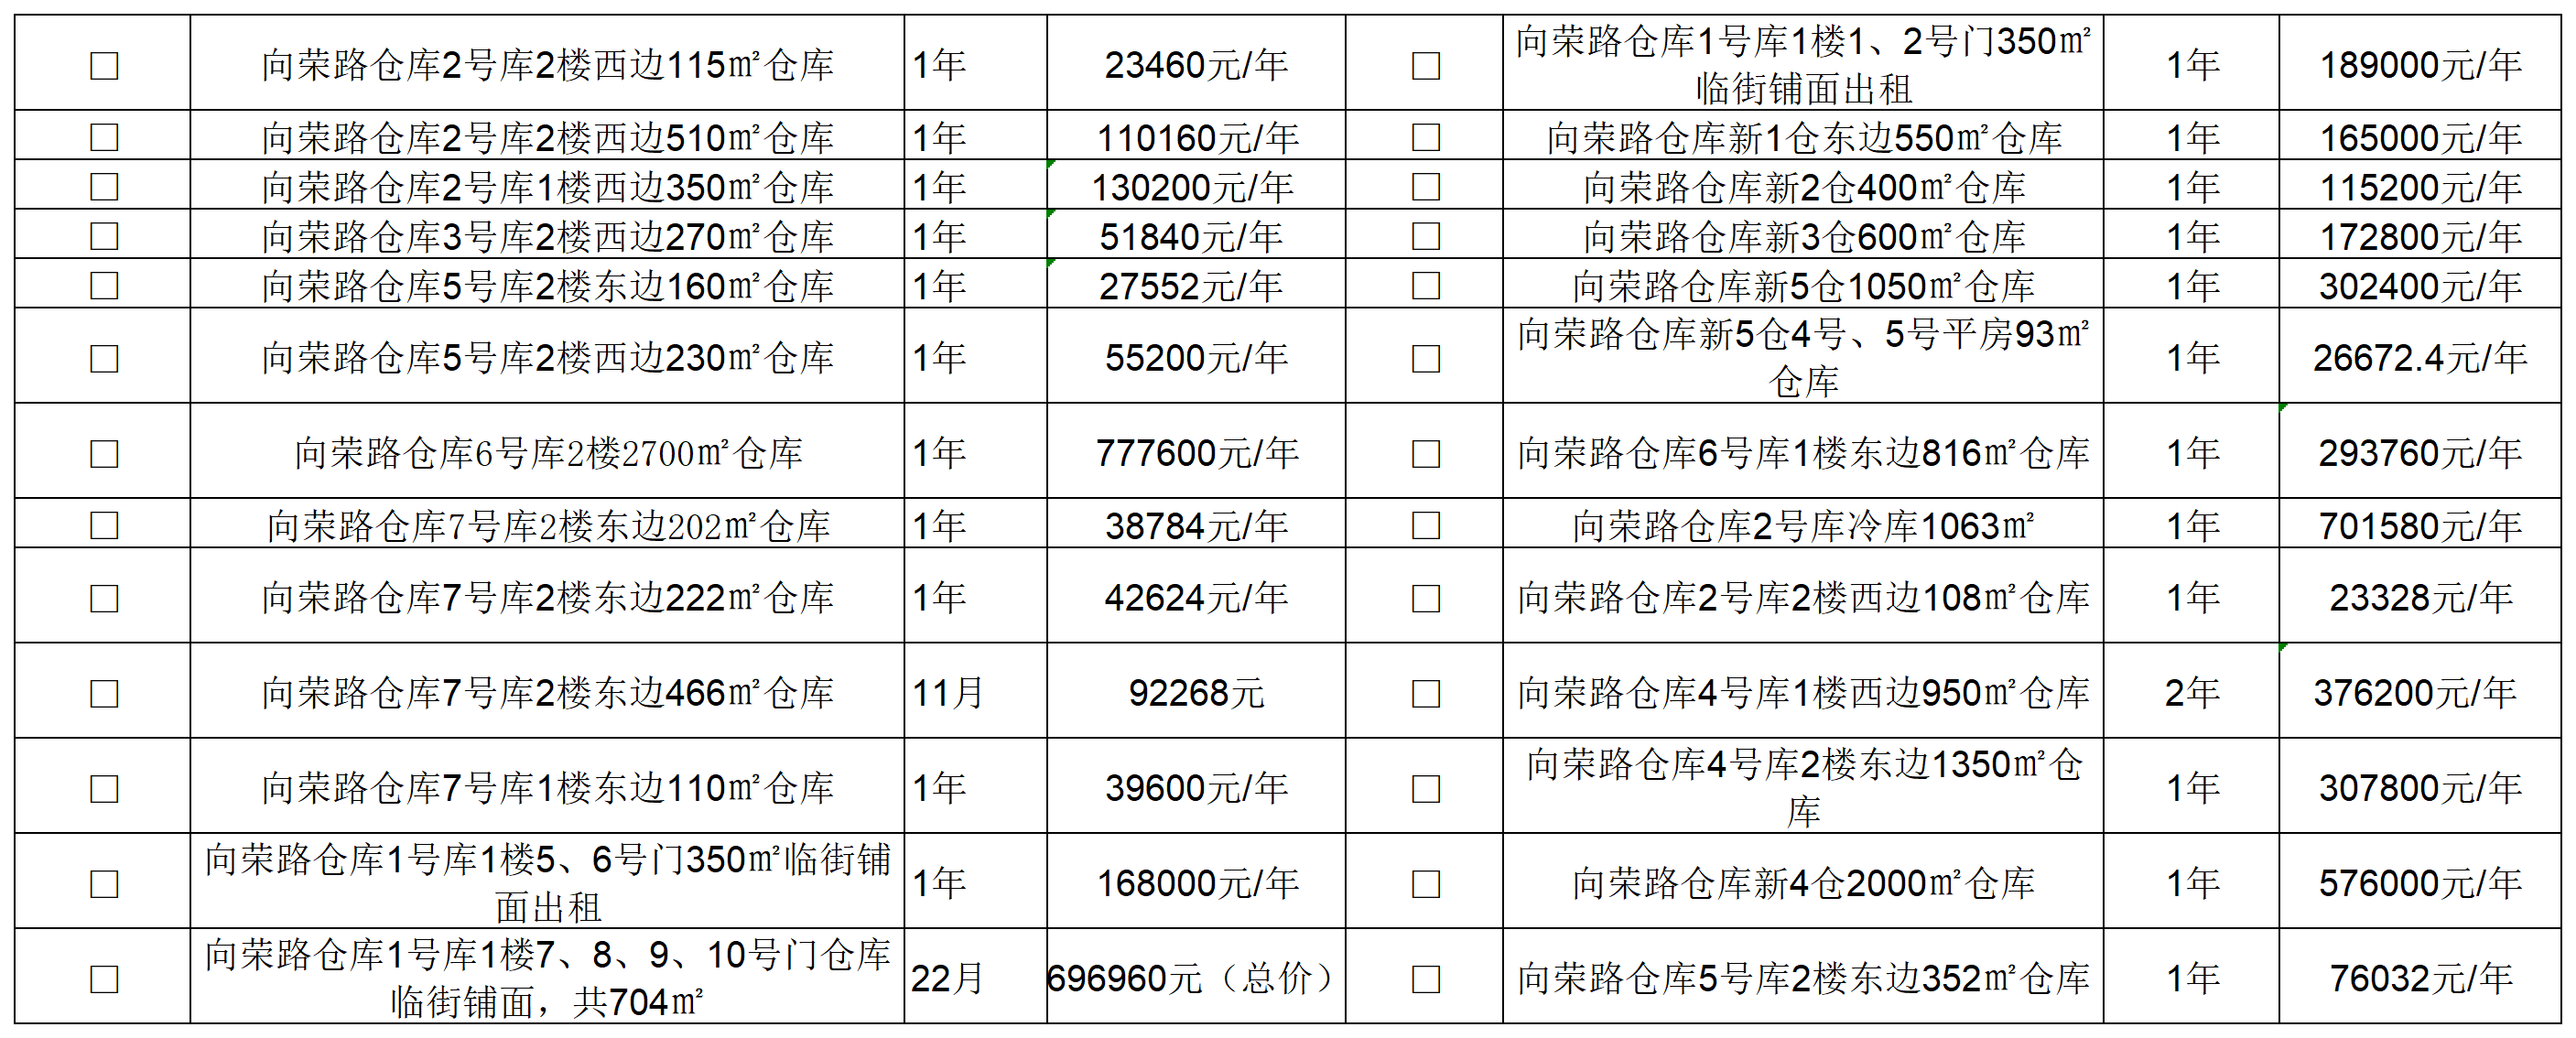 □ 向荣路仓库2号库2楼西边115㎡仓库 1年 23460元/年 □ 向荣路仓库1号库1楼1、2号门350㎡
临街铺面出租 1年 189000元/年
□ 向荣路仓库2号库2楼西边510㎡仓库 1年 110160元/年 □ 向荣路仓库新1仓东边550㎡仓库 1年 165000元/年
□ 向荣路仓库2号库1楼西边350㎡仓库 1年 130200元/年 □ 向荣路仓库新2仓400㎡仓库 1年 115200元/年
□ 向荣路仓库3号库2楼西边270㎡仓库 1年 51840元/年 □ 向荣路仓库新3仓600㎡仓库 1年 172800元/年
□ 向荣路仓库5号库2楼东边160㎡仓库 1年 27552元/年 □ 向荣路仓库新5仓1050㎡仓库 1年 302400元/年
□ 向荣路仓库5号库2楼西边230㎡仓库 1年 55200元/年 □ 向荣路仓库新5仓4号、5号平房93㎡
仓库 1年 26672.4元/年
□ 向荣路仓库6号库2楼2700㎡仓库 1年 777600元/年 □ 向荣路仓库6号库1楼东边816㎡仓库 1年 293760元/年
□ 向荣路仓库7号库2楼东边202㎡仓库 1年 38784元/年 □ 向荣路仓库2号库冷库1063㎡ 1年 701580元/年
□ 向荣路仓库7号库2楼东边222㎡仓库 1年 42624元/年 □ 向荣路仓库2号库2楼西边108㎡仓库 1年 23328元/年
□ 向荣路仓库7号库2楼东边466㎡仓库 11月 92268元 □ 向荣路仓库4号库1楼西边950㎡仓库 2年 376200元/年
□ 向荣路仓库7号库1楼东边110㎡仓库 1年 39600元/年 □ 向荣路仓库4号库2楼东边1350㎡仓
库 1年 307800元/年
□ 向荣路仓库1号库1楼5、6号门350㎡临街铺
面出租 1年 168000元/年 □ 向荣路仓库新4仓2000㎡仓库 1年 576000元/年
□ 向荣路仓库1号库1楼7、8、9、10号门仓库
临街铺面，共704㎡ 22月 696960元（总价） □ 向荣路仓库5号库2楼东边352㎡仓库 1年 76032元/年